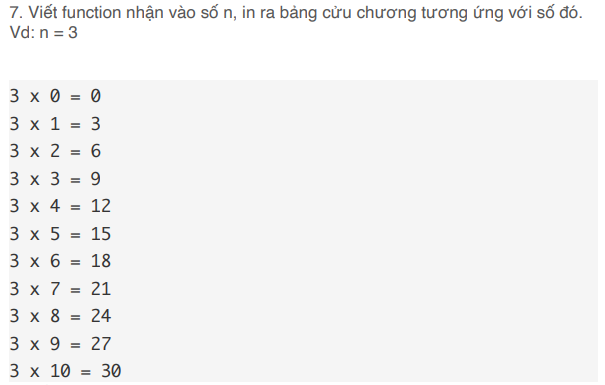 7. Viết function nhận vào số n, in ra bảng cửu chương tương ứng với số đó.
Vd: n = 3
3 x 0 = 0
3 x 1 = 3
3 x 2 = 6
3 x 3 = 9
3 x 4 = 12
3 x 5 = 15
3 x 6 = 18
3 x 7 = 21
3 x 8 = 24
3 x 9 = 27
3 x 10 = 30